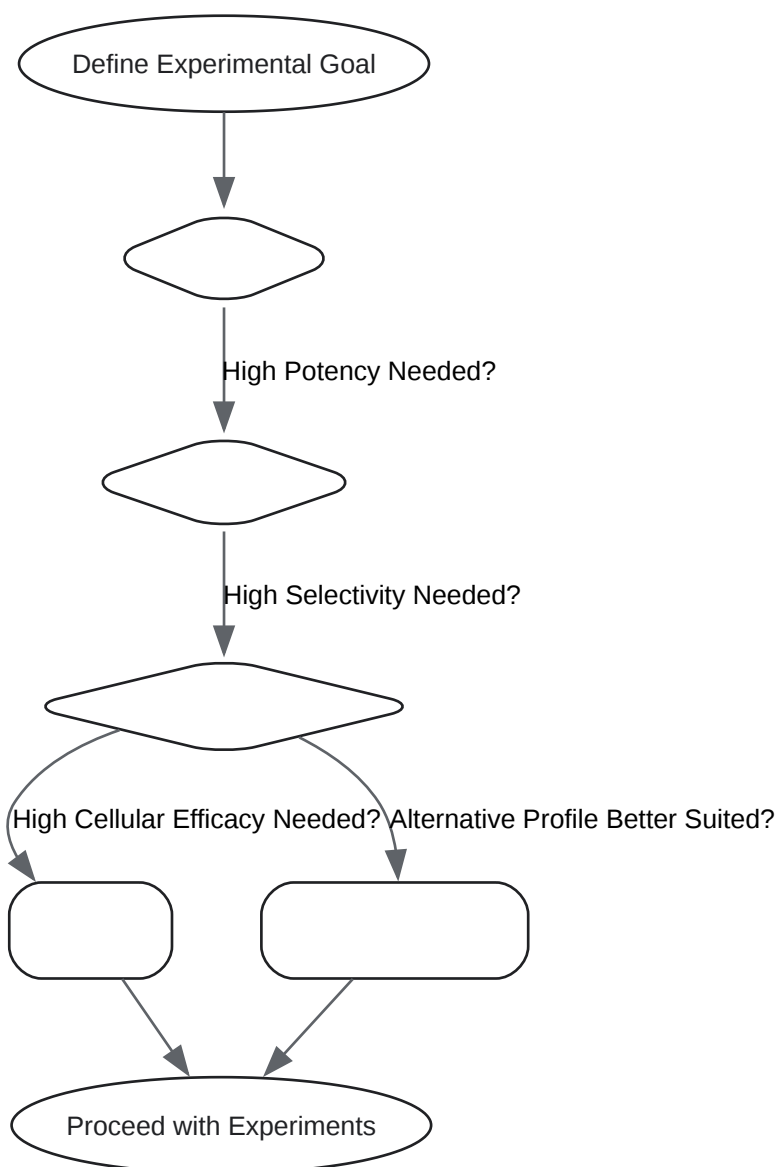 Define Experimental Goal
High Potency Needed?
High Selectivity Needed?
High Cellular Efficacy Needed?
Alternative Profile Better Suited?
Proceed with Experiments